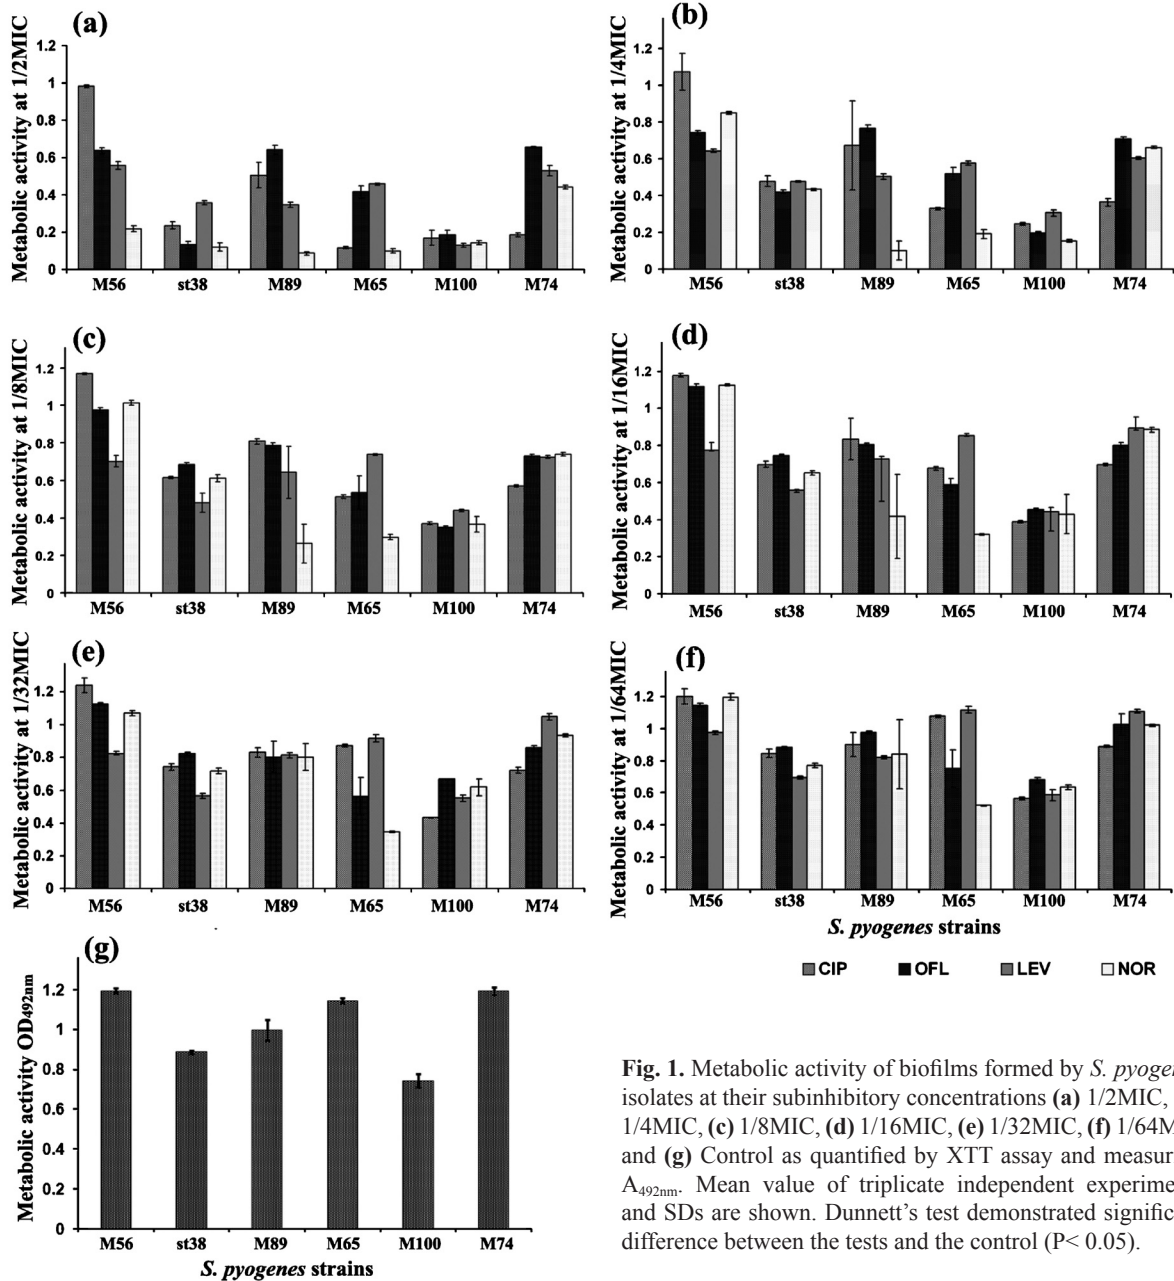 (a)
Metabolic activity at 1/2MIC
1.2
1
0.8
0.6
0.4
0.2
0
M56 st38 M89 M65 M100 M74
(b)
Metabolic activity at 1/4MIC
1.2
1
0.8
0.6
0.4
0.2
0
M56 st38 M89 M65 M100 M74
(c)
Metabolic activity at 1/8MIC
1.2
1
0.8
0.6
0.4
0.2
0
M56 st38 M89 M65 M100 M74
(d)
Metabolic activity at 1/16MIC
1.2
1
0.8
0.6
0.4
0.2
0
M56 st38 M89 M65 M100 M74
(e)
Metabolic activity at 1/32MIC
1.2
1
0.8
0.6
0.4
0.2
0
M56 st38 M89 M65 M100 M74
(f)
Metabolic activity at 1/64MIC
1.2
1
0.8
0.6
0.4
0.2
0
M56 st38 M89 M65 M100 M74
S. pyogenes strains
CIP OFL LEV NOR
(g)
Metabolic activity OD492nm
1.2
1
0.8
0.6
0.4
0.2
0
M56 st38 M89 M65 M100 M74
S. pyogenes strains
Fig. 1. Metabolic activity of biofilms formed by S. pyogen
isolates at their subinhibitory concentrations (a) 1/2MIC,
1/4MIC, (c) 1/8MIC, (d) 1/16MIC, (e) 1/32MIC, (f) 1/64M
and (g) Control as quantified by XTT assay and measur
A492nm. Mean value of triplicate independent experime
and SDs are shown. Dunnett's test demonstrated signific
difference between the tests and the control (P< 0.05).